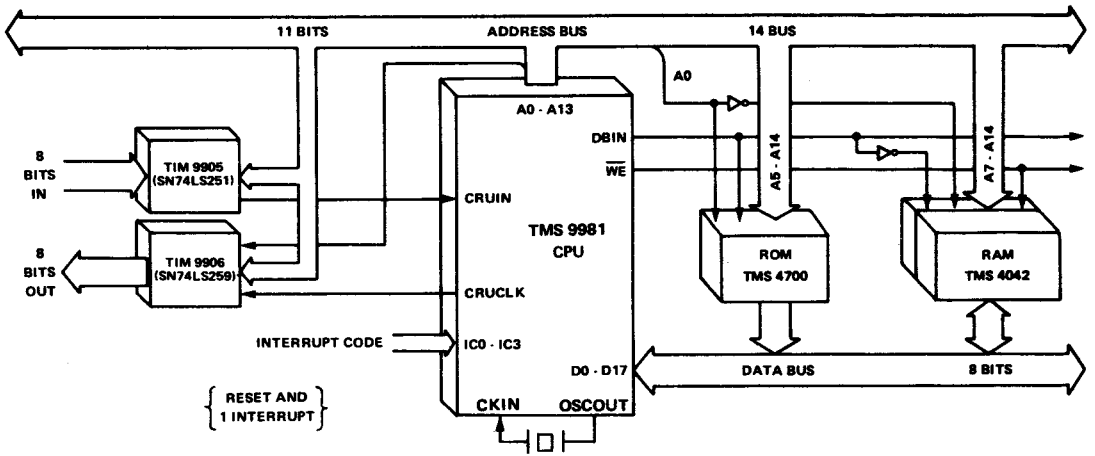 11 BITS
ADDRESS BUS
14 BUS
A0
A0 - A13
DBIN
WE
A5 - A14
A7 - A14
8
BITS
IN
TIM 9905
(SN74LS251)
CRUIN
TMS 9981
CPU
ROM
TMS 4700
RAM
TMS 4042
8
BITS
OUT
TIM 9906
(SN74LS259)
CRUCLK
INTERRUPT CODE
IC0 - IC3
D0 - D17
DATA BUS
8 BITS
RESET AND
1 INTERRUPT
CKIN
OSCOUT